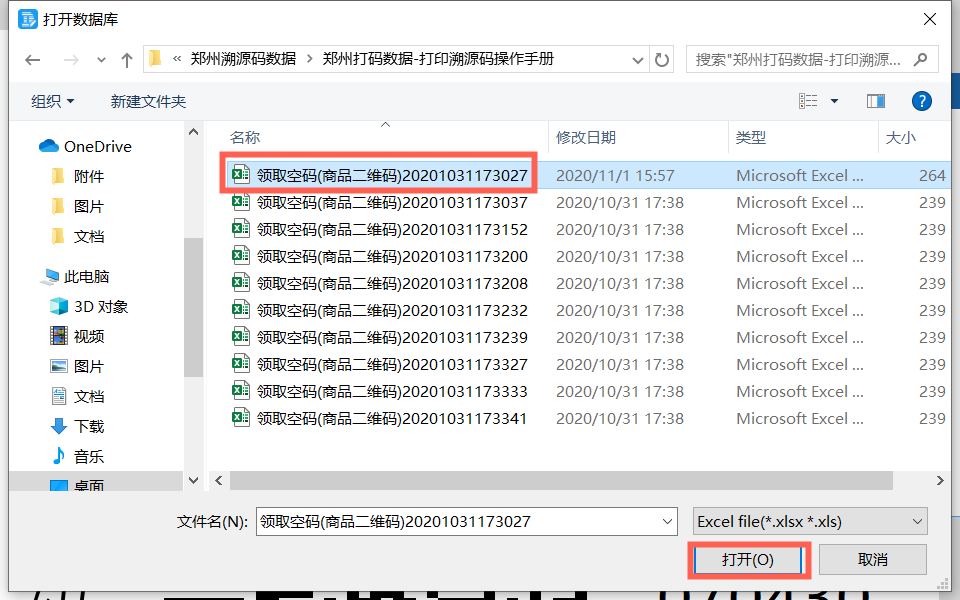 打开数据库
« 郑州溯源码数据 › 郑州打码数据-打印溯源码操作手册
搜索"郑州打码数据-打印溯源...
组织
新建文件夹
OneDrive
附件
图片
文档
此电脑
3D 对象
视频
图片
文档
下载
音乐
桌面
名称 修改日期 类型 大小
领取空码(商品二维码)20201031173027 2020/11/1 15:57 Microsoft Excel ... 264
领取空码(商品二维码)20201031173037 2020/10/31 17:38 Microsoft Excel ... 239
领取空码(商品二维码)20201031173152 2020/10/31 17:38 Microsoft Excel ... 239
领取空码(商品二维码)20201031173200 2020/10/31 17:38 Microsoft Excel ... 239
领取空码(商品二维码)20201031173208 2020/10/31 17:38 Microsoft Excel ... 239
领取空码(商品二维码)20201031173232 2020/10/31 17:38 Microsoft Excel ... 239
领取空码(商品二维码)20201031173239 2020/10/31 17:38 Microsoft Excel ... 239
领取空码(商品二维码)20201031173327 2020/10/31 17:38 Microsoft Excel ... 239
领取空码(商品二维码)20201031173333 2020/10/31 17:38 Microsoft Excel ... 239
领取空码(商品二维码)20201031173341 2020/10/31 17:38 Microsoft Excel ... 239
文件名(N): 领取空码(商品二维码)20201031173027 Excel file(*.xlsx *.xls)
打开(O) 取消